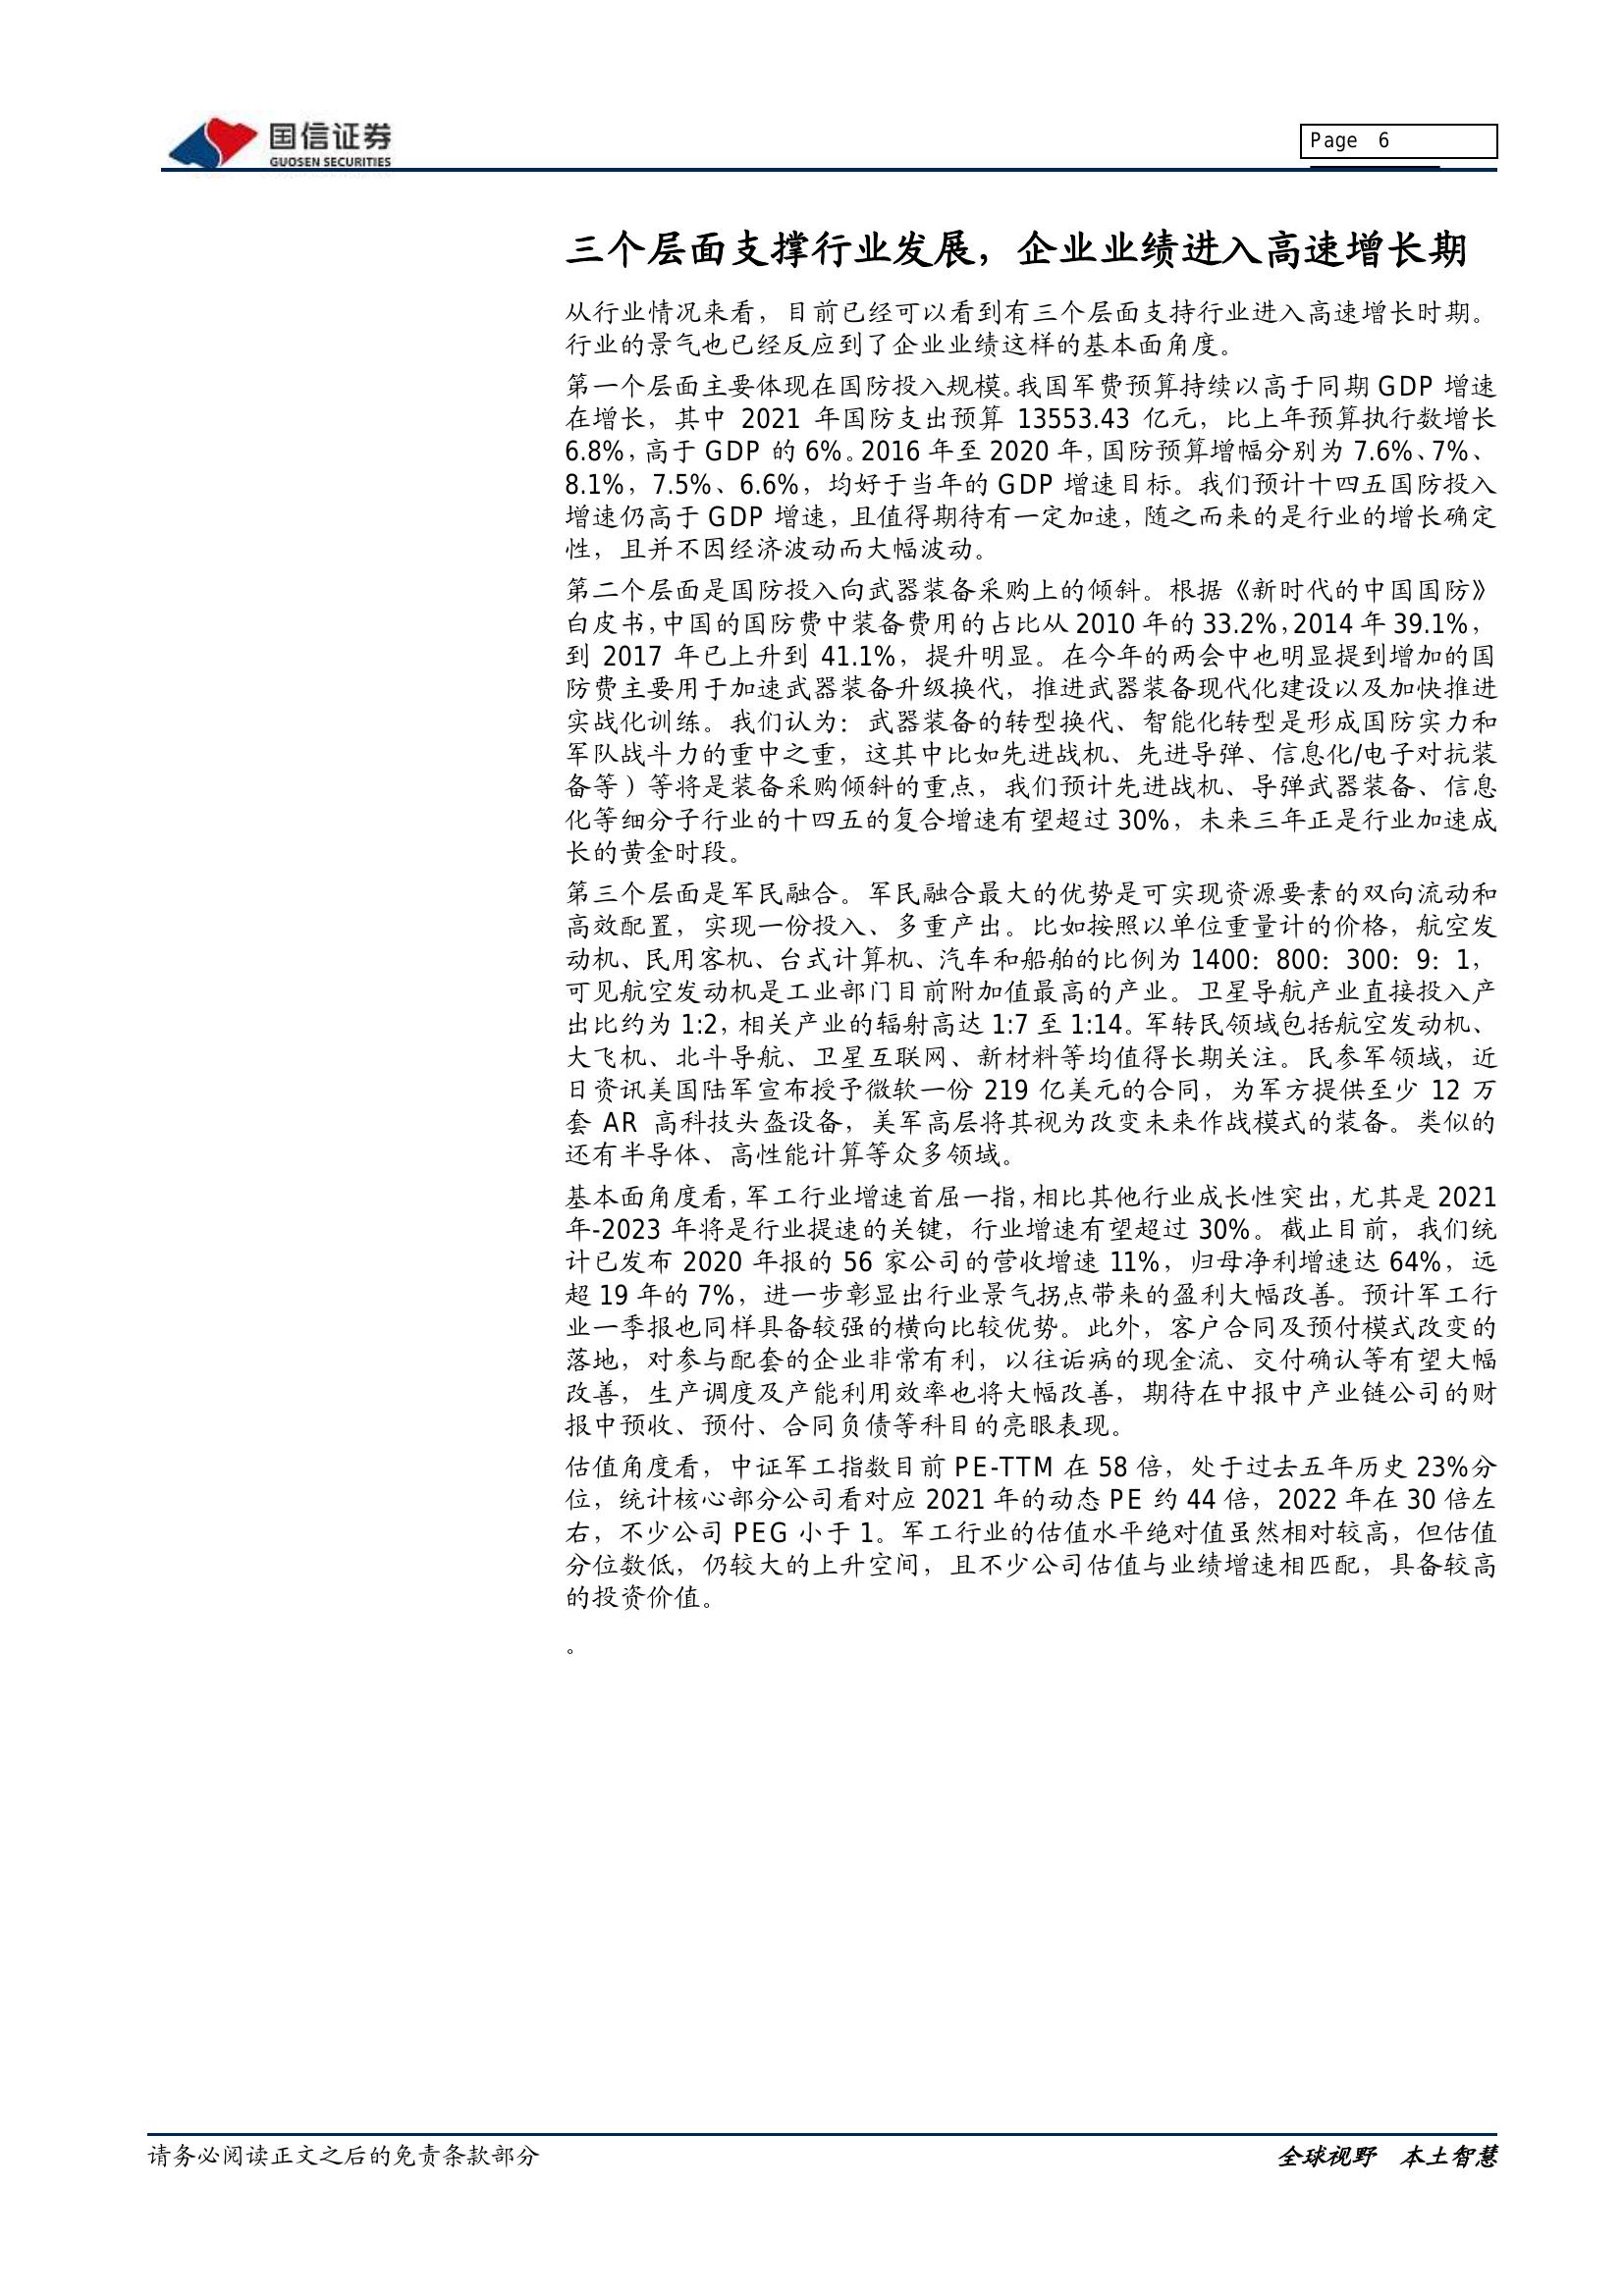 国信证券
GUOSEN SECURITIES
Page 6
三个层面支撑行业发展，企业业绩进入高速增长期
从行业情况来看，目前已经可以看到有三个层面支持行业进入高速增长时期。
行业的景气也已经反应到了企业业绩这样的基本面角度。
第一个层面主要体现在国防投入规模。我国军费预算持续以高于同期 GDP 增速
在增长，其中 2021 年国防支出预算 13553.43 亿元，比上年预算执行数增长
6.8%，高于 GDP 的 6%。2016 年至 2020 年，国防预算增幅分别为 7.6%、7%、
8.1%，7.5%、6.6%，均好于当年的 GDP 增速目标。我们预计十四五国防投入
增速仍高于 GDP 增速，且值得期待有一定加速，随之而来的是行业的增长确定
性，且并不因经济波动而大幅波动。
第二个层面是国防投入向武器装备采购上的倾斜。根据《新时代的中国国防》
白皮书，中国的国防费中装备费用的占比从 2010 年的 33.2%，2014 年 39.1%，
到 2017 年已上升到 41.1%，提升明显。在今年的两会中也明显提到增加的国
防费主要用于加速武器装备升级换代，推进武器装备现代化建设以及加快推进
实战化训练。我们认为：武器装备的转型换代、智能化转型是形成国防实力和
军队战斗力的重中之重，这其中比如先进战机、先进导弹、信息化/电子对抗装
备等）等将是装备采购倾斜的重点，我们预计先进战机、导弹武器装备、信息
化等细分子行业的十四五的复合增速有望超过 30%，未来三年正是行业加速成
长的黄金时段。
第三个层面是军民融合。军民融合最大的优势是可实现资源要素的双向流动和
高效配置，实现一份投入、多重产出。比如按照以单位重量计的价格，航空发
动机、民用客机、台式计算机、汽车和船舶的比例为 1400：800：300：9：1，
可见航空发动机是工业部门目前附加值最高的产业。卫星导航产业直接投入产
出比约为 1:2，相关产业的辐射高达 1:7 至 1:14。军转民领域包括航空发动机、
大飞机、北斗导航、卫星互联网、新材料等均值得长期关注。民参军领域，近
日资讯美国陆军宣布授予微软一份 219 亿美元的合同，为军方提供至少 12 万
套 AR 高科技头盔设备，美军高层将其视为改变未来作战模式的装备。类似的
还有半导体、高性能计算等众多领域。
基本面角度看，军工行业增速首屈一指，相比其他行业成长性突出，尤其是 2021
年-2023 年将是行业提速的关键，行业增速有望超过 30%。截止目前，我们统
计已发布 2020 年报的 56 家公司的营收增速 11%，归母净利增速达 64%，远
超 19 年的 7%，进一步彰显出行业景气拐点带来的盈利大幅改善。预计军工行
业一季报也同样具备较强的横向比较优势。此外，客户合同及预付模式改变的
落地，对参与配套的企业非常有利，以往诟病的现金流、交付确认等有望大幅
改善，生产调度及产能利用效率也将大幅改善，期待在中报中产业链公司的财
报中预收、预付、合同负债等科目的亮眼表现。
估值角度看，中证军工指数目前 PE-TTM 在 58 倍，处于过去五年历史 23%分
位，统计核心部分公司看对应 2021 年的动态 PE 约 44 倍，2022 年在 30 倍左
右，不少公司 PEG 小于 1。军工行业的估值水平绝对值虽然相对较高，但估值
分位数低，仍较大的上升空间，且不少公司估值与业绩增速相匹配，具备较高
的投资价值。
。
请务必阅读正文之后的免责条款部分
全球视野 本土智慧